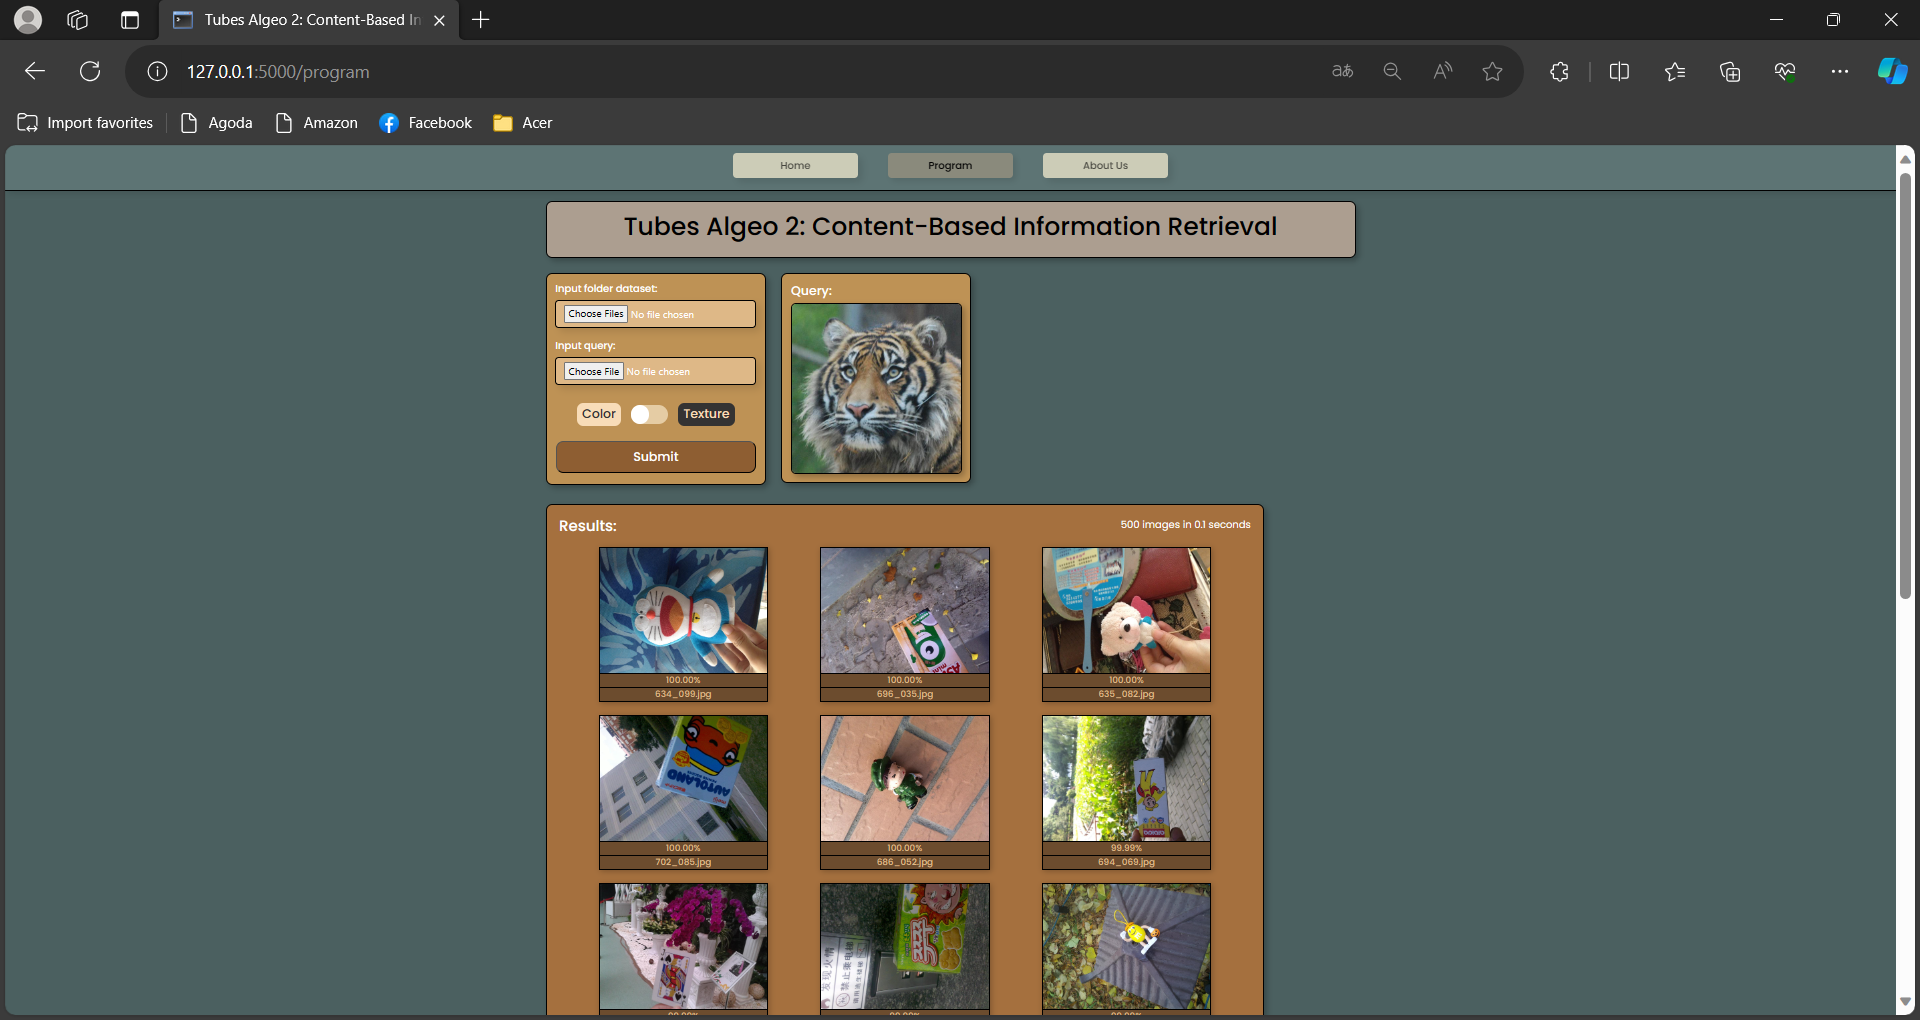 Tubes Algeo 2: Content-Based In
127.0.0.1:5000/program
Import favorites
Agoda
Amazon
Facebook
Acer
Home
Program
About Us
Tubes Algeo 2: Content-Based Information Retrieval
Input folder dataset:
Choose Files No file chosen
Input query:
Choose File No file chosen
Color
Texture
Submit
Query:
Results:
500 images in 0.1 seconds
100.00%
634_099.jpg
100.00%
696_035.jpg
100.00%
635_082.jpg
AUTOLAND
100.00%
702_085.jpg
100.00%
686_052.jpg
99.99%
694_069.jpg